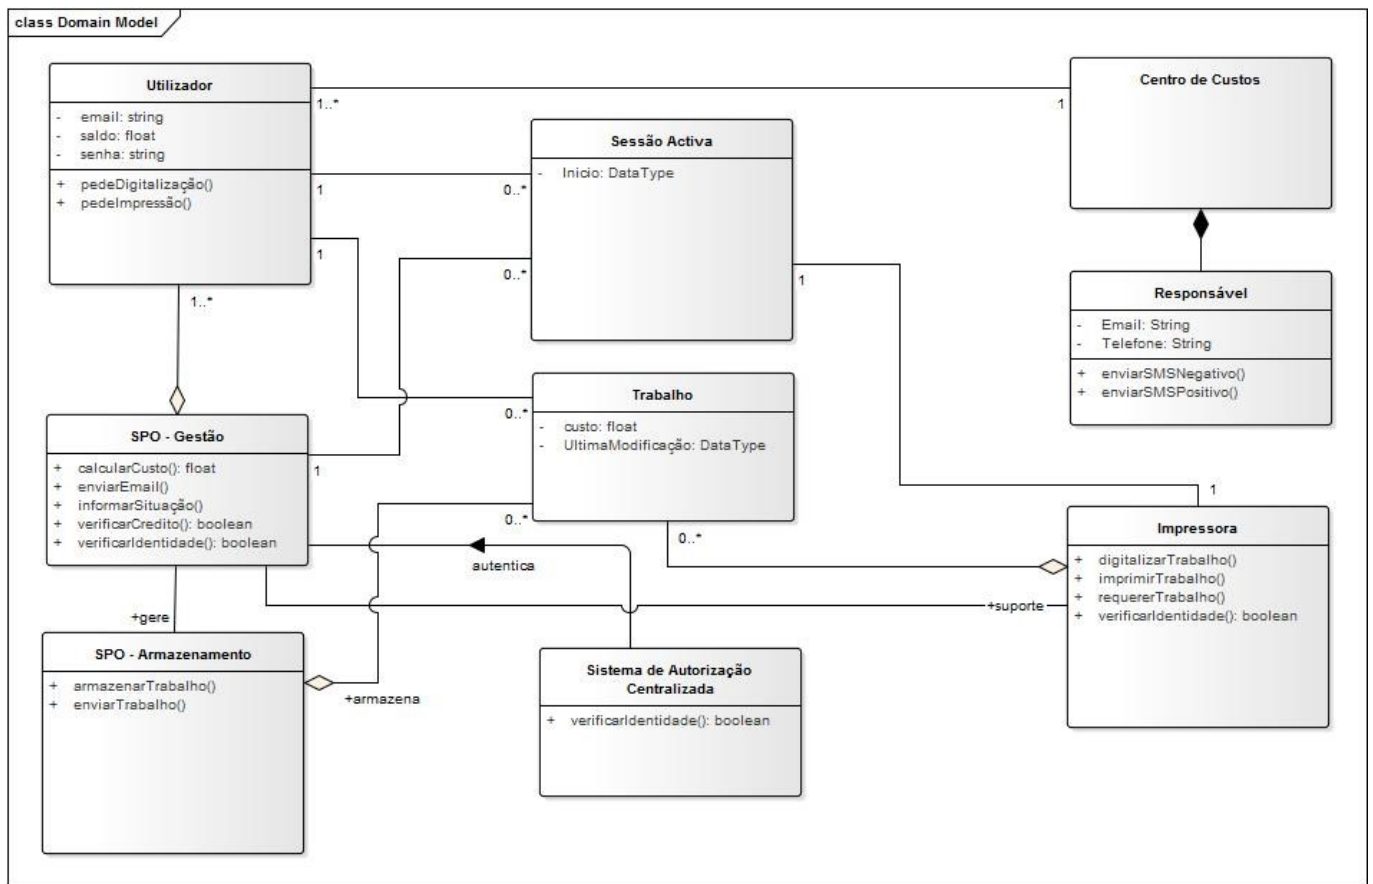 class Domain Model
Utilizador
- email: string
- saldo: float
- senha: string
+ pedeDigitalização()
+ pedeImpressão()
1..*
1
Centro de Custos
Sessão Activa
- Inicio: DataType
1
0..*
1
0..*
1
1..*
Responsável
- Email: String
- Telefone: String
+ enviarSMSNegativo()
+ enviarSMSPositivo()
Trabalho
- custo: float
- UltimaModificação: DataType
0..*
0..*
0..*
SPO - Gestão
+ calcularCusto(): float
+ enviarEmail()
+ informarSituação()
+ verificarCredito(): boolean
+ verificarIdentidade(): boolean
1
1
Impressora
+ digitalizarTrabalho()
+ imprimirTrabalho()
+ requererTrabalho()
+ verificarIdentidade(): boolean
autentica
+suporte
+gere
SPO - Armazenamento
+ armazenarTrabalho()
+ enviarTrabalho()
+armazena
Sistema de Autorização
Centralizada
+ verificarIdentidade(): boolean